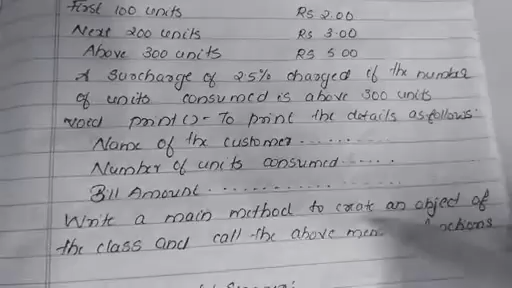 First 100 units Rs 2.00
Next 200 units Rs 3.00
Above 300 units Rs 5.00
A surcharge of 2.5% charged if the number
of units consumed is above 300 units
void print()- To print the details as follows:
Name of the customer .........
Number of units consumed ......
Bill Amount ..................
Write a main method to create an object of
the class and call the above